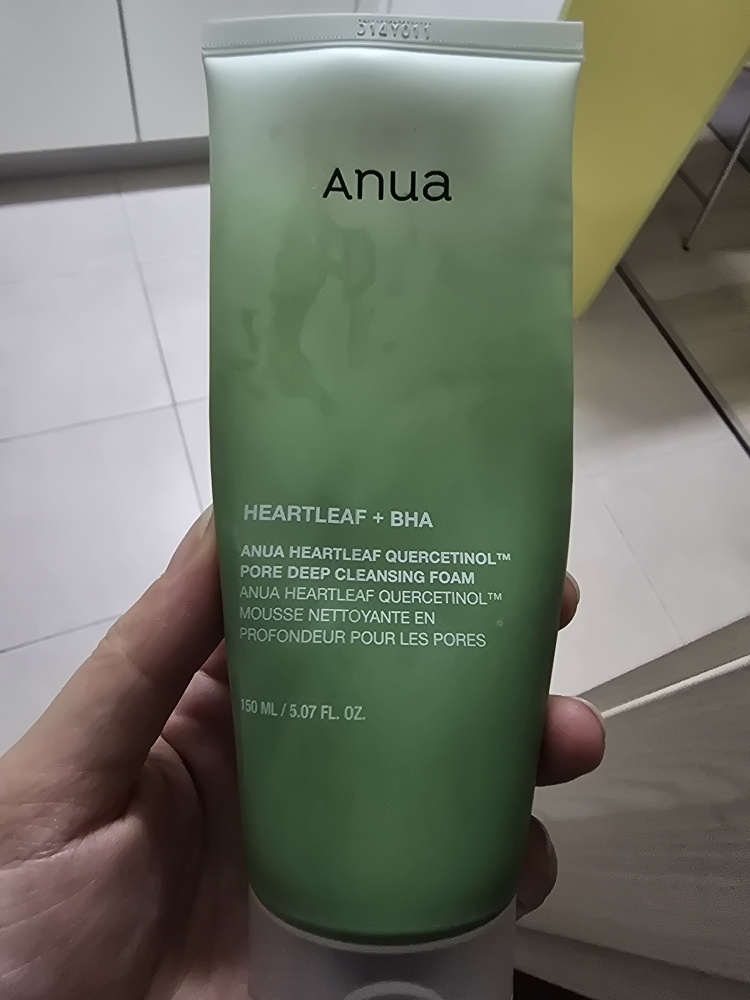 D14Y011
Anua
HEARTLEAF + BHA
ANUA HEARTLEAF QUERCETINOL™
PORE DEEP CLEANSING FOAM
ANUA HEARTLEAF QUERCETINOL™
MOUSSE NETTOYANTE EN
PROFONDEUR POUR LES PORES
150 ML / 5.07 FL. OZ.